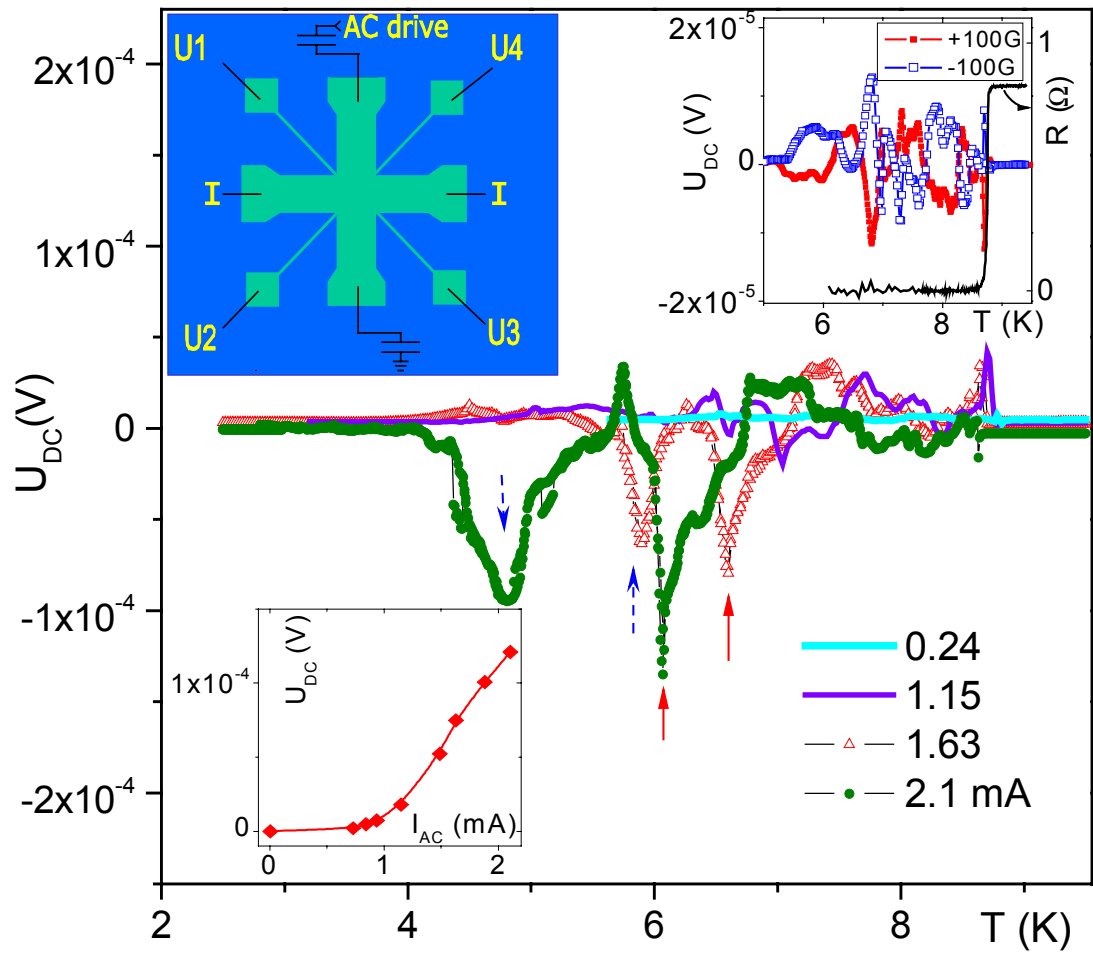 2x10⁻⁴
1x10⁻⁴
0
-1x10⁻⁴
-2x10⁻⁴
U_DC (V)
2
4
6
8
T (K)
AC drive
U1
U4
I
I
U2
U3
2x10⁻⁵
0
-2x10⁻⁵
U_DC (V)
+100G
-100G
1
0
R (Ω)
6
8
T (K)
U_DC (V)
1x10⁻⁴
0
I_AC (mA)
0
1
2
0.24
1.15
1.63
2.1 mA